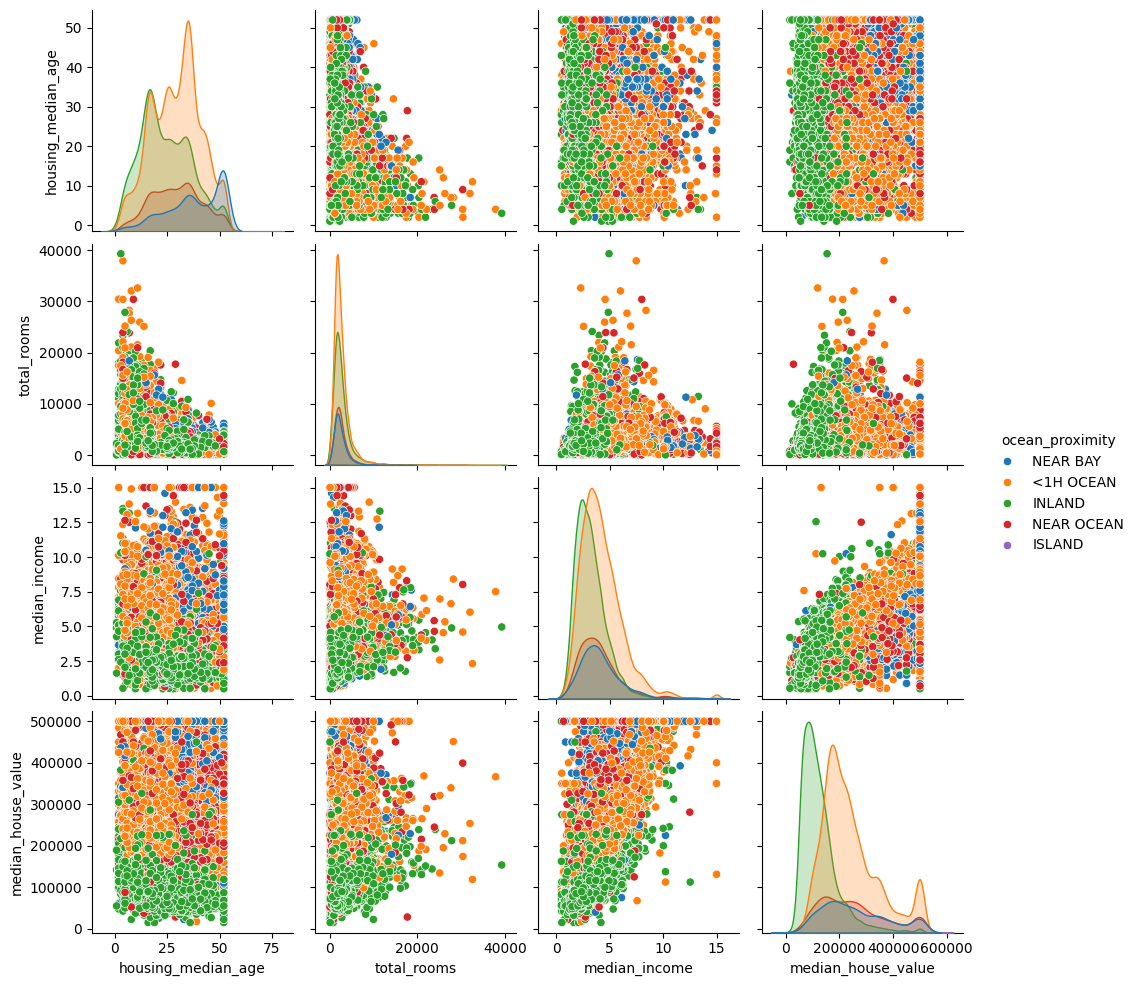 housing_median_age
50
40
30
20
10
0
total_rooms
40000
30000
20000
10000
0
median_income
15.0
12.5
10.0
7.5
5.0
2.5
0.0
median_house_value
500000
400000
300000
200000
100000
0
0 25 50 75
housing_median_age
0 20000 40000
total_rooms
0 5 10 15
median_income
0 200000 400000 600000
median_house_value
ocean_proximity
NEAR BAY
<1H OCEAN
INLAND
NEAR OCEAN
ISLAND